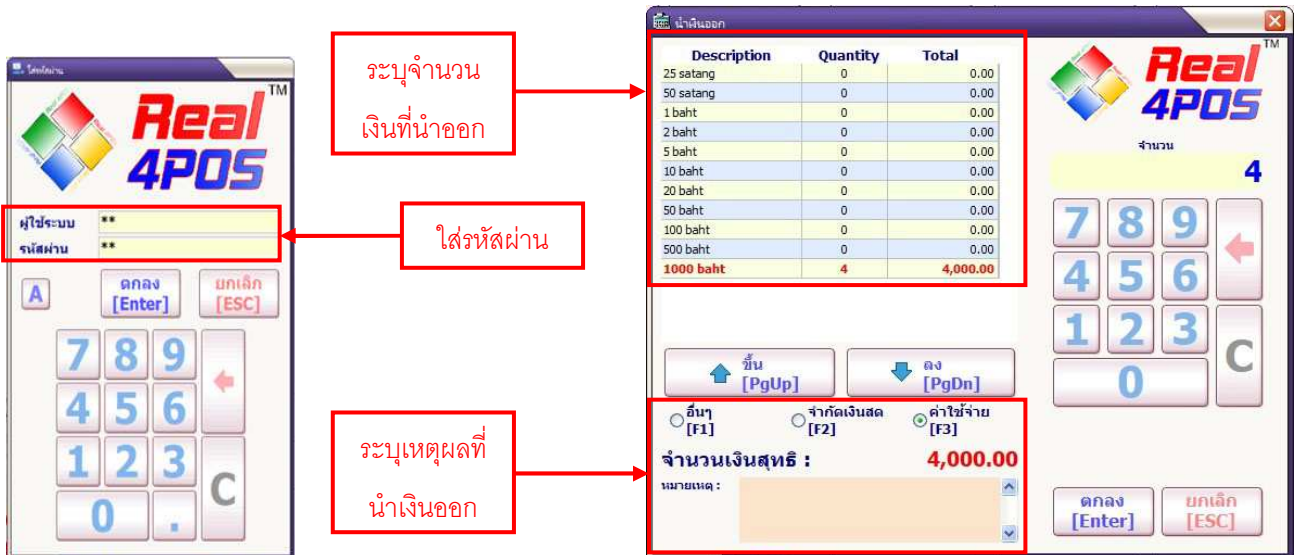 ใส่รหัสผ่าน
Real
TM
4POS
ผู้ใช้ระบบ **
รหัสผ่าน **
A
ตกลง
[Enter]
ยกเลิก
[ESC]
7 8 9
4 5 6
1 2 3
C
0 .
ระบุจำนวน
เงินที่นำออก
ใส่รหัสผ่าน
ระบุเหตุผลที่
นำเงินออก
นำเงินออก
Description Quantity Total
25 satang 0 0.00
50 satang 0 0.00
1 baht 0 0.00
2 baht 0 0.00
5 baht 0 0.00
10 baht 0 0.00
20 baht 0 0.00
50 baht 0 0.00
100 baht 0 0.00
500 baht 0 0.00
1000 baht 4 4,000.00
ขึ้น
[PgUp]
ลง
[PgDn]
อื่นๆ
[F1]
จำกัดเงินสด
[F2]
ค่าใช้จ่าย
[F3]
จำนวนเงินสุทธิ : 4,000.00
หมายเหตุ :
Real
TM
4POS
จำนวน
4
7 8 9
4 5 6
1 2 3
C
0
ตกลง
[Enter]
ยกเลิก
[ESC]